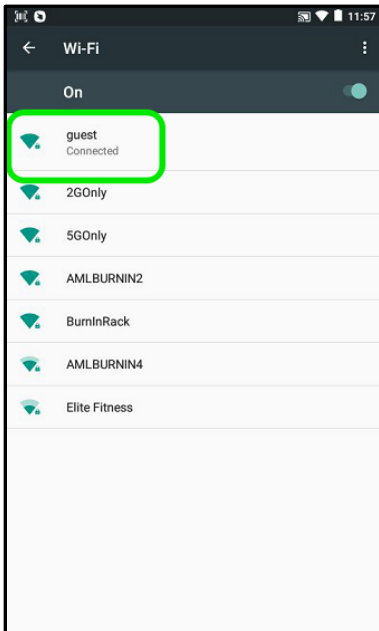 11:57
Wi-Fi
On
guest
Connected
2GOnly
5GOnly
AMLBURNIN2
BurnInRack
AMLBURNIN4
Elite Fitness